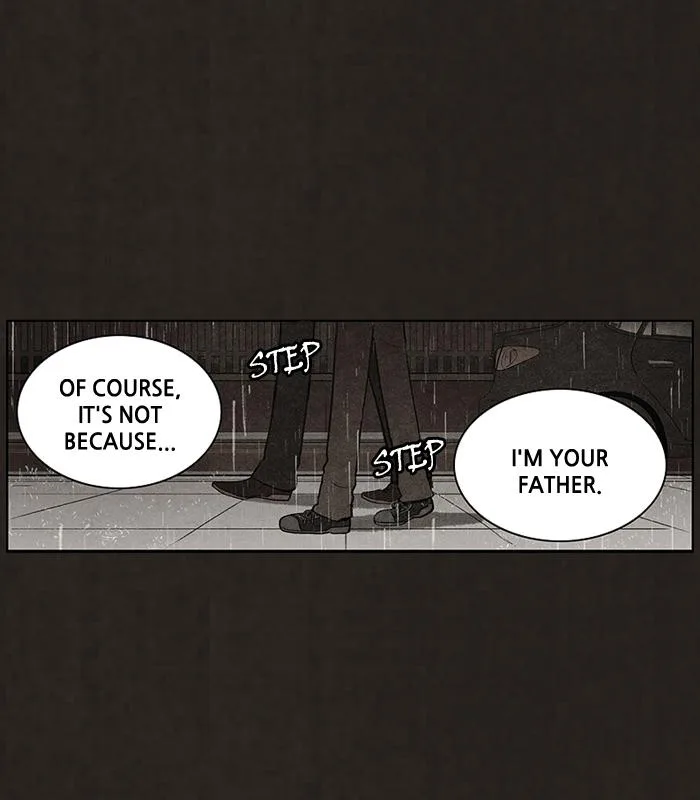 OF COURSE,
IT'S NOT
BECAUSE...
STEP
STEP
I'M YOUR
FATHER.